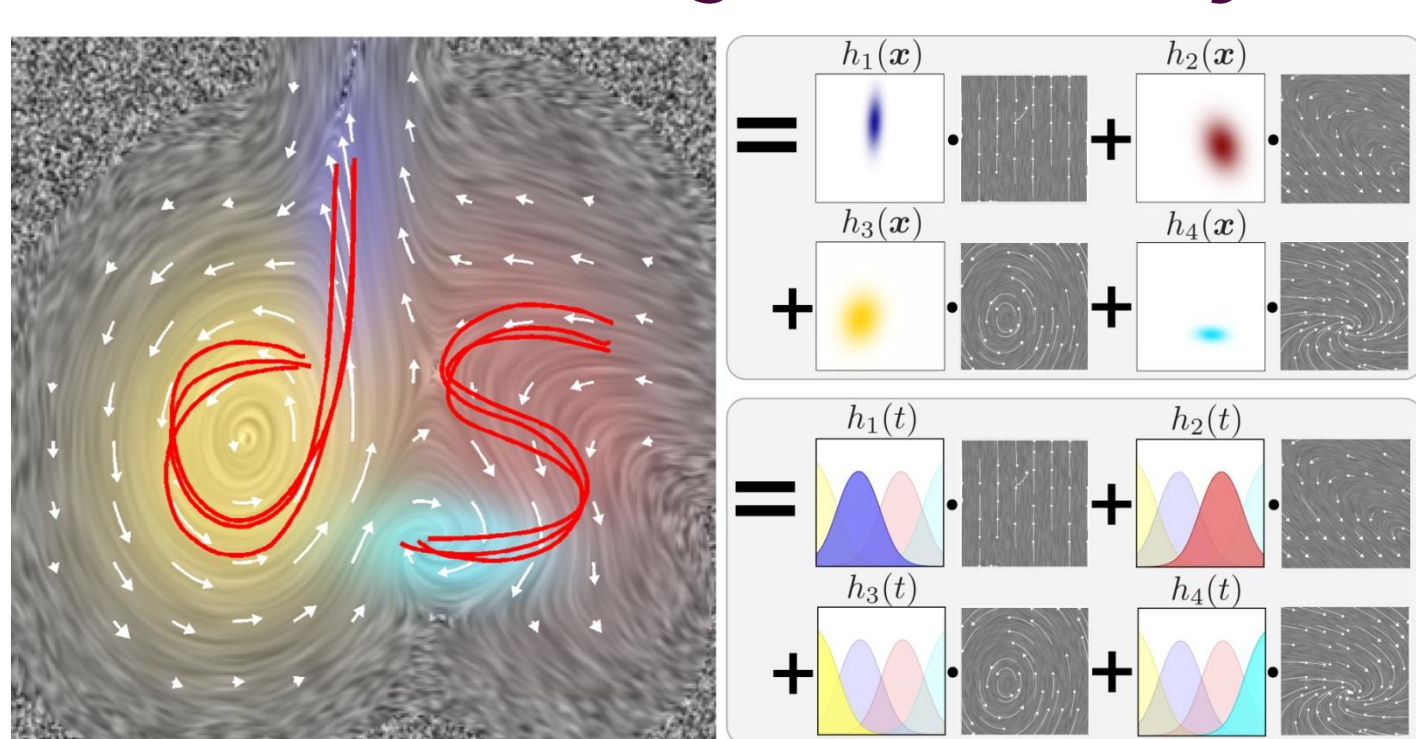 h₁(x) h₂(x)
= · + ·
h₃(x) h₄(x)
+ · + ·
h₁(t) h₂(t)
= · + ·
h₃(t) h₄(t)
+ · + ·